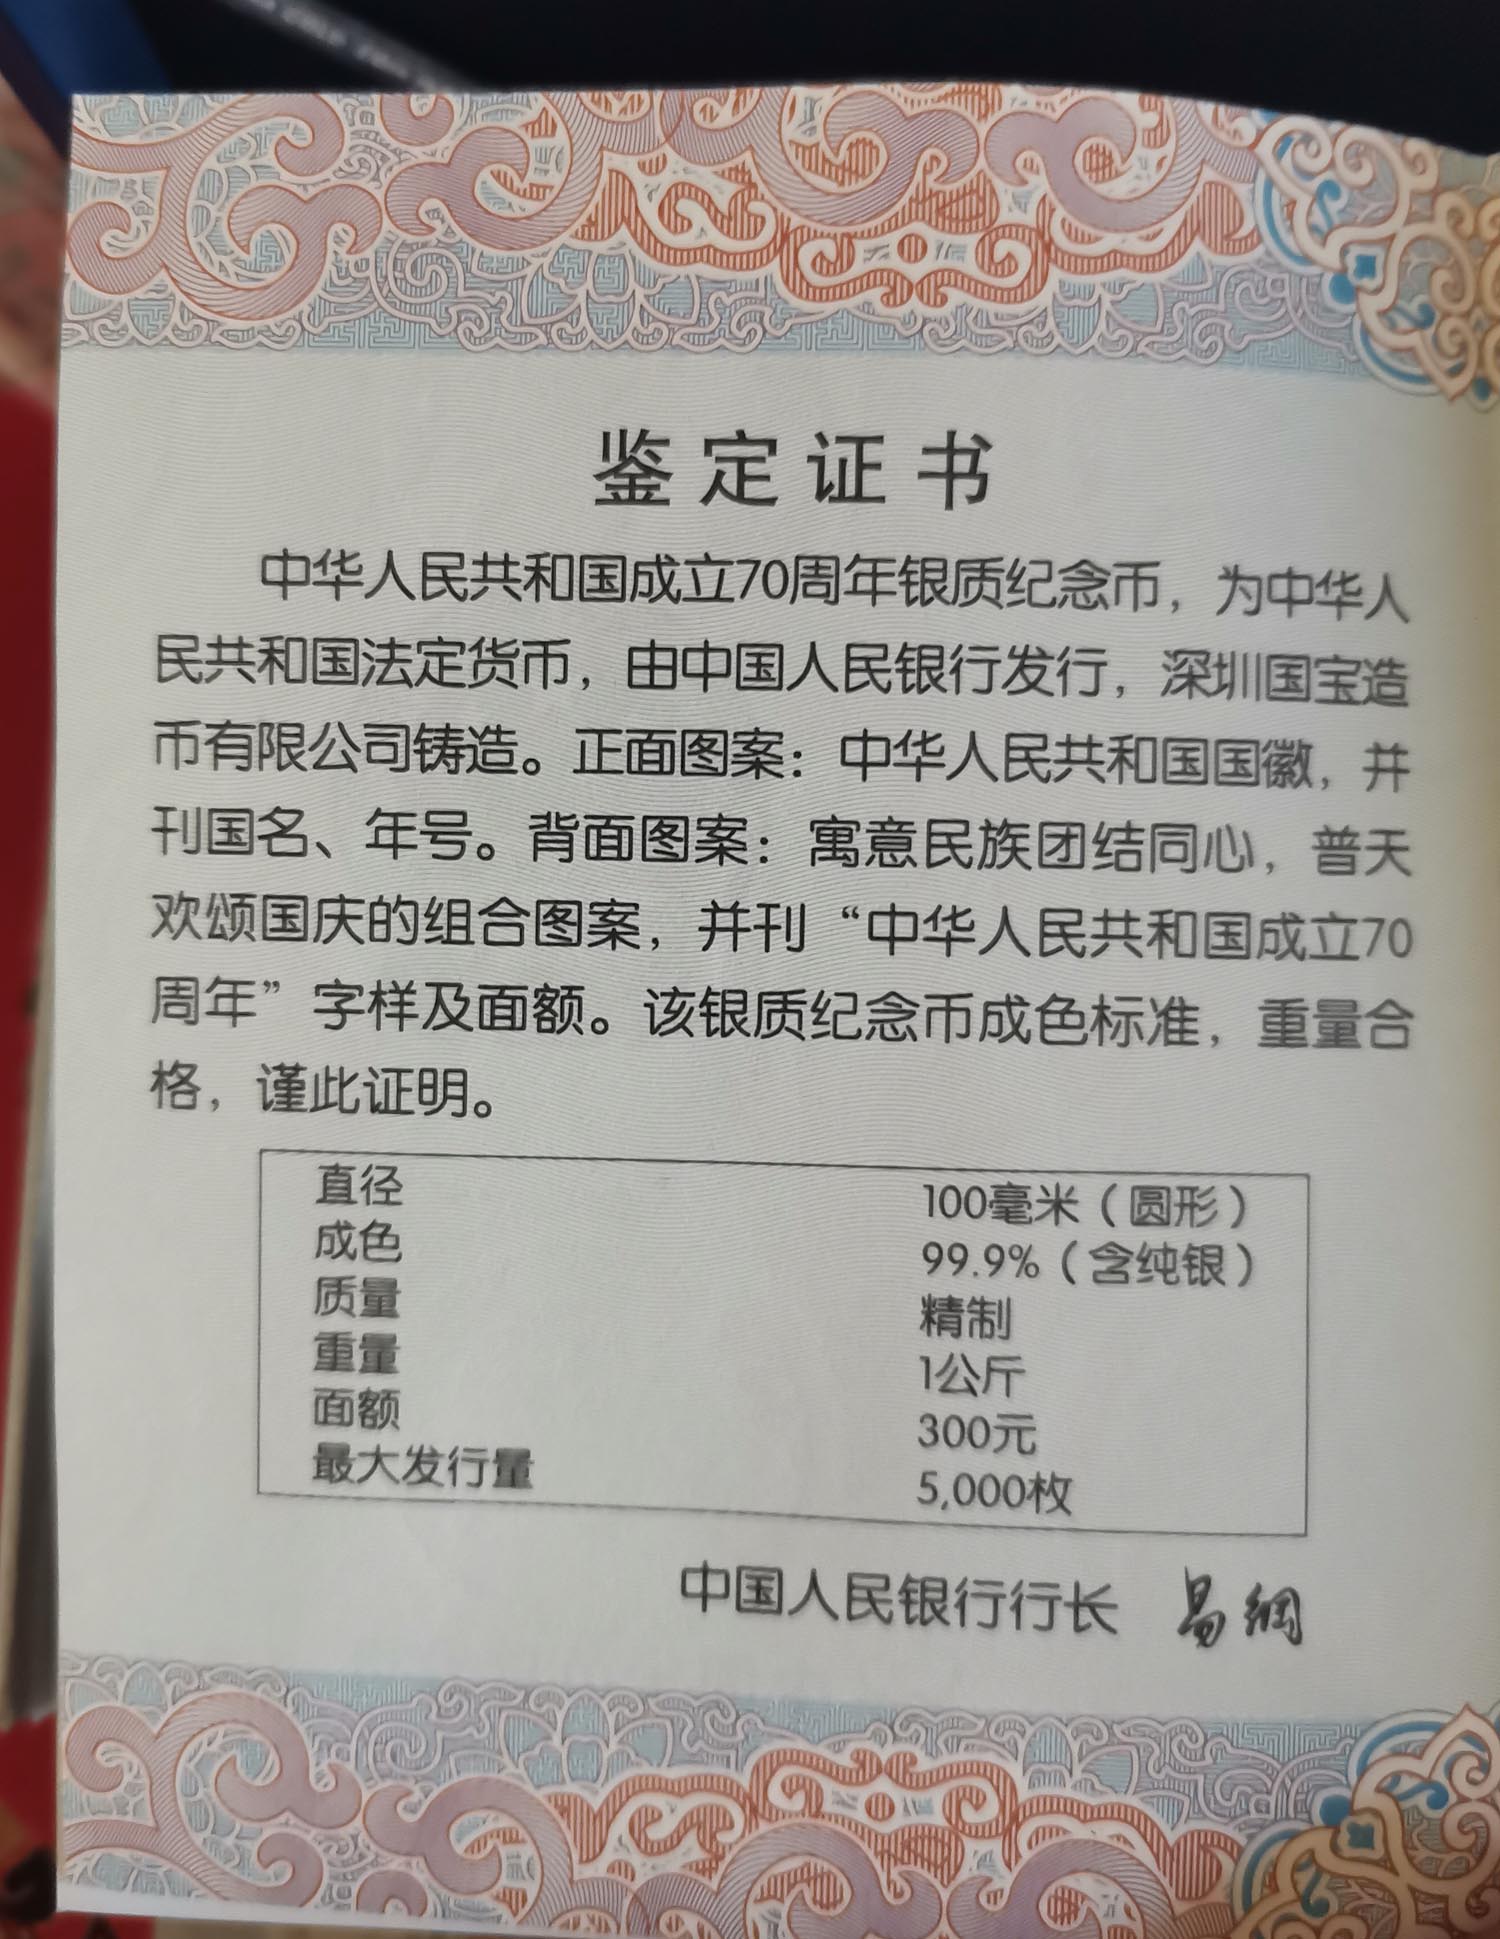 鉴定证书
中华人民共和国成立70周年银质纪念币，为中华人
民共和国法定货币，由中国人民银行发行，深圳国宝造
币有限公司铸造。正面图案：中华人民共和国国徽，并
刊国名、年号。背面图案：寓意民族团结同心，普天
欢颂国庆的组合图案，并刊“中华人民共和国成立70
周年”字样及面额。该银质纪念币成色标准，重量合
格，谨此证明。
直径 100毫米（圆形）
成色 99.9%（含纯银）
质量 精制
重量 1公斤
面额 300元
最大发行量 5,000枚
中国人民银行行长 易纲